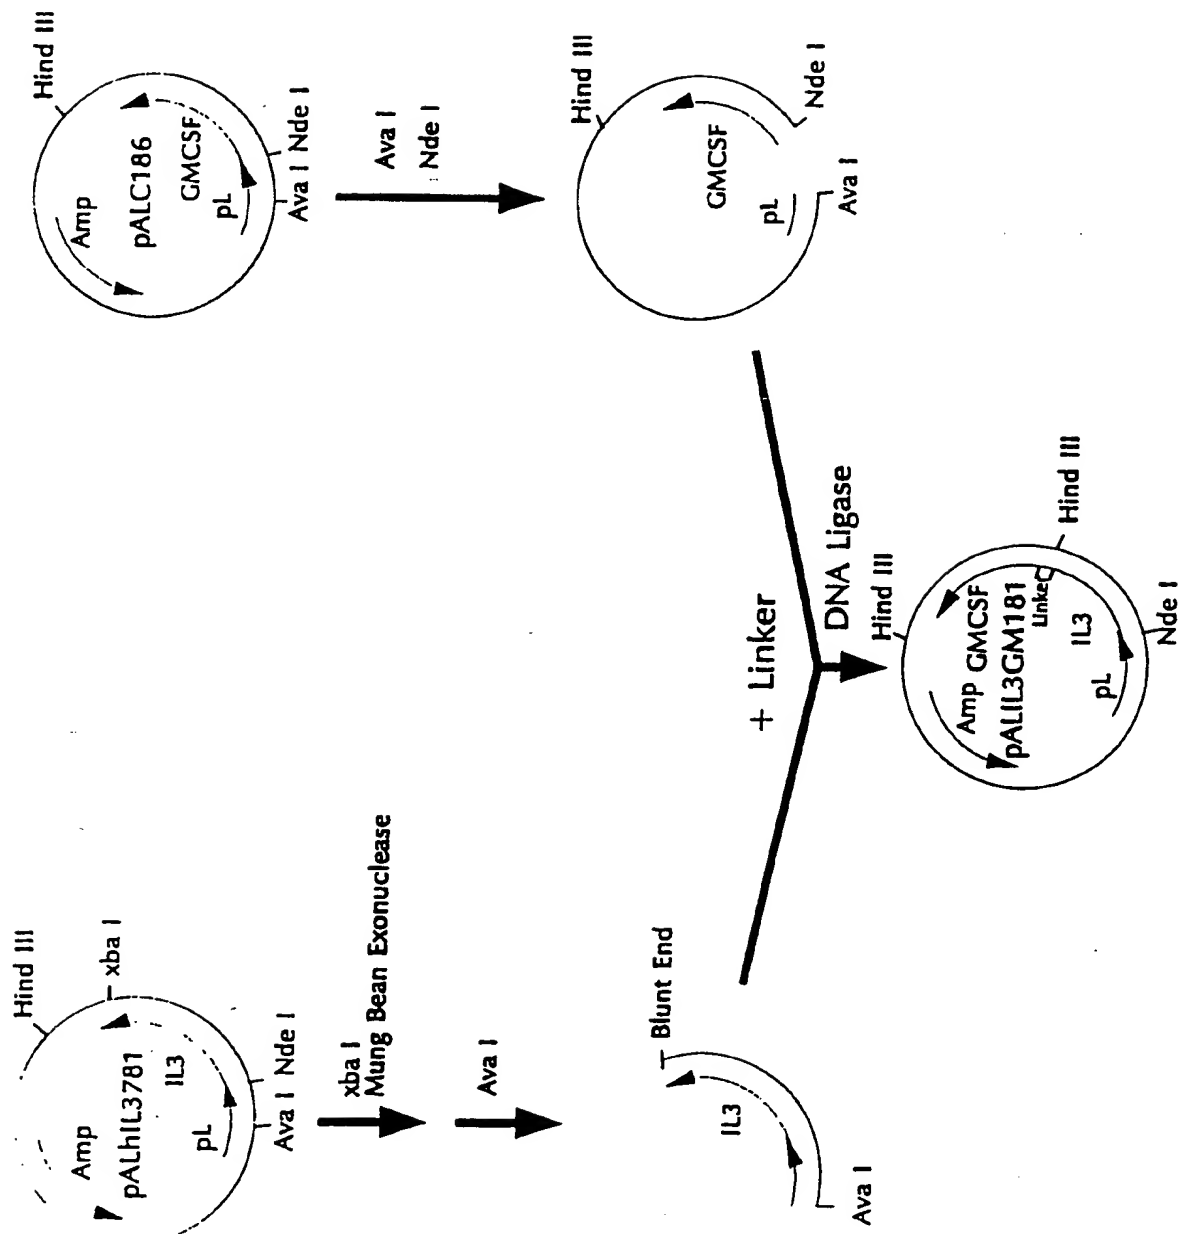 Hind III
xba I
Amp
pALhIL3781
IL3
pL
Ava I Nde I
xba I
Mung Bean Exonuclease
Ava I
Blunt End
IL3
Ava I
Hind III
Amp
pALC186
GMCSF
pL
Ava I Nde I
Ava I
Nde I
Hind III
GMCSF
pL
Nde I
Ava I
+ Linker
DNA Ligase
Hind III
Hind III
Amp GMCSF
pALIL3GM181
Linker
IL3
pL
Nde I